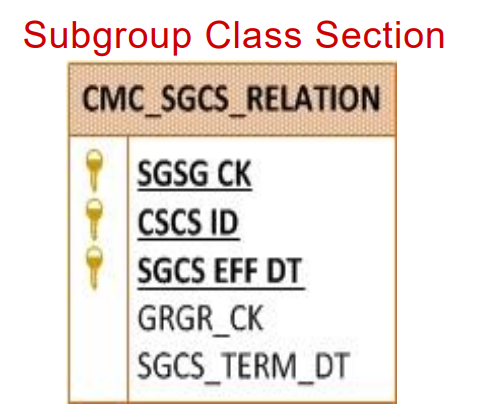 Subgroup Class Section
CMC_SGCS_RELATION
SGSG CK
CSCS ID
SGCS EFF DT
GRGR_CK
SGCS_TERM_DT